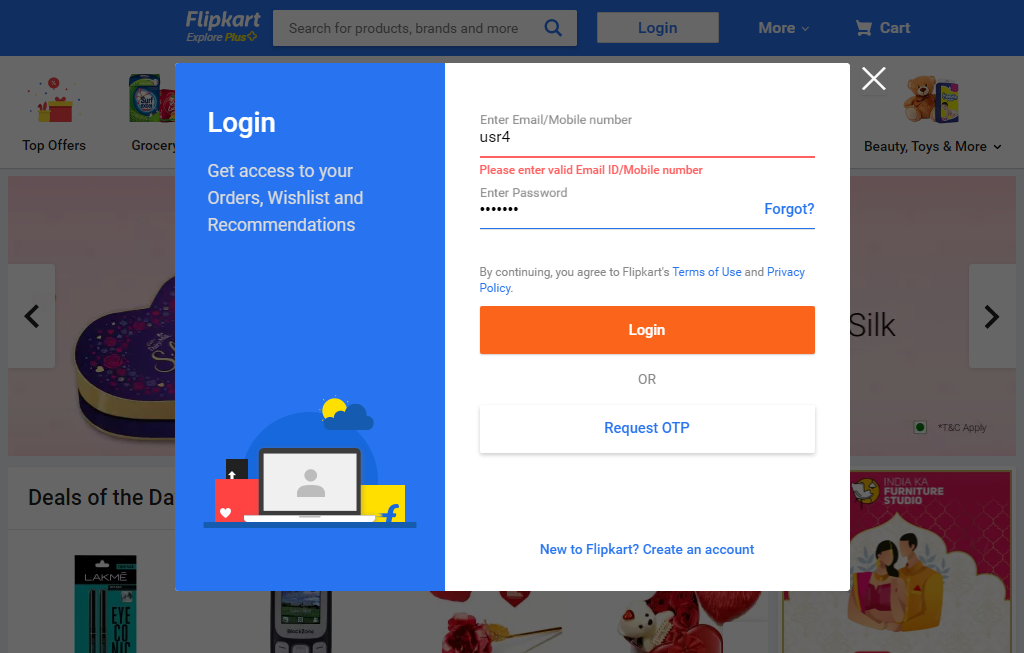 Flipkart
Explore Plus
Search for products, brands and more
Login
More
Cart
Top Offers
Grocery
Beauty, Toys & More
Login
Get access to your
Orders, Wishlist and
Recommendations
Enter Email/Mobile number
usr4
Please enter valid Email ID/Mobile number
Enter Password
Forgot?
By continuing, you agree to Flipkart's Terms of Use and Privacy
Policy.
Login
OR
Request OTP
New to Flipkart? Create an account
Silk
*T&C Apply
Deals of the Da
INDIA KA
FURNITURE
STUDIO
LAKMÉ
EYE
CO
NIC